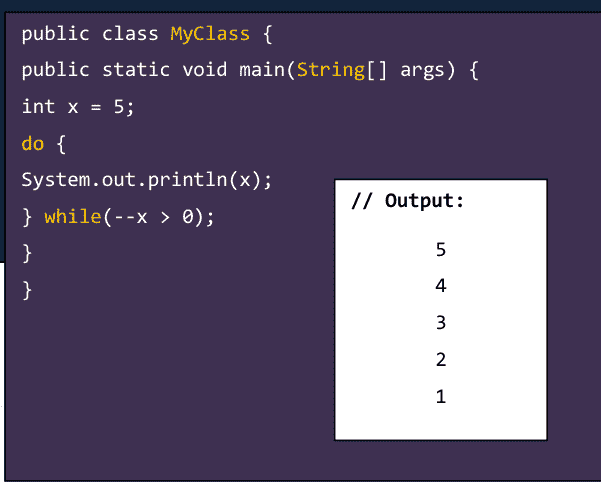 public class MyClass {
public static void main(String[] args) {
int x = 5;
do {
System.out.println(x);
} while(--x > 0);
}
}
// Output:
5
4
3
2
1